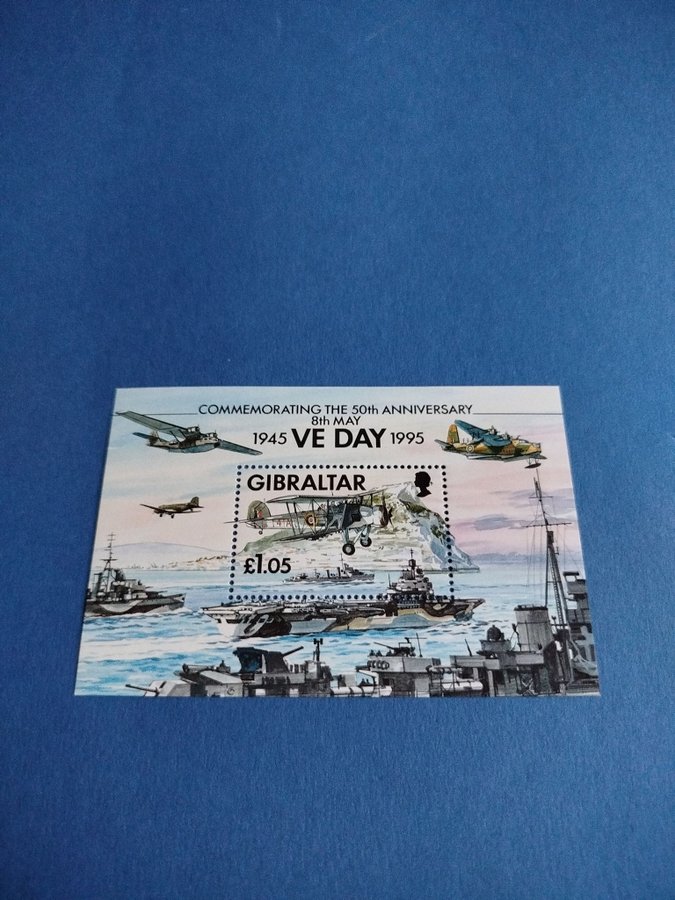 COMMEMORATING THE 50th ANNIVERSARY
8th MAY
1945 VE DAY 1995
GIBRALTAR
£1.05